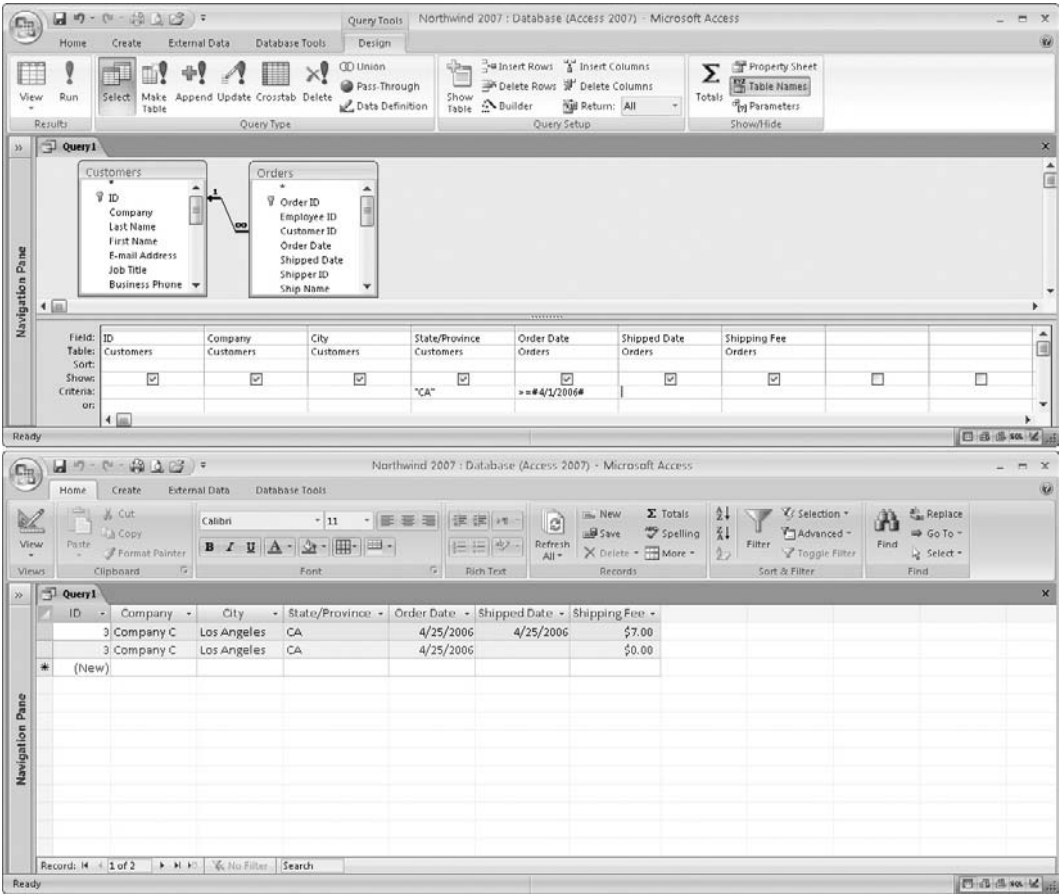 Query Tools Northwind 2007 : Database (Access 2007) - Microsoft Access
Home Create External Data Database Tools Design
View
Run
Select
Make Table
Append
Update
Crosstab
Delete
Union
Pass-Through
Data Definition
Show Table
Insert Rows
Delete Rows
Builder
Insert Columns
Delete Columns
Return: All
Totals
Property Sheet
Table Names
Parameters
Results Query Type Query Setup Show/Hide
Query1
Navigation Pane
Customers
*
ID
Company
Last Name
First Name
E-mail Address
Job Title
Business Phone
1
∞
Orders
*
Order ID
Employee ID
Customer ID
Order Date
Shipped Date
Shipper ID
Ship Name
Field: ID Company City State/Province Order Date Shipped Date Shipping Fee
Table: Customers Customers Customers Customers Orders Orders Orders
Sort:
Show:
Criteria: "CA" >=#4/1/2006#
or:
Ready SQL
Northwind 2007 : Database (Access 2007) - Microsoft Access
Home Create External Data Database Tools
View
Paste
Cut
Copy
Format Painter
Calibri 11
B I U A
Refresh All
New
Save
Delete
Totals
Spelling
More
Filter
Selection
Advanced
Toggle Filter
Find
Replace
Go To
Select
Views Clipboard Font Rich Text Records Sort & Filter Find
Query1
Navigation Pane
ID Company City State/Province Order Date Shipped Date Shipping Fee
3 Company C Los Angeles CA 4/25/2006 4/25/2006 $7.00
3 Company C Los Angeles CA 4/25/2006 $0.00
* (New)
Record: 1 of 2 No Filter Search
Ready SQL